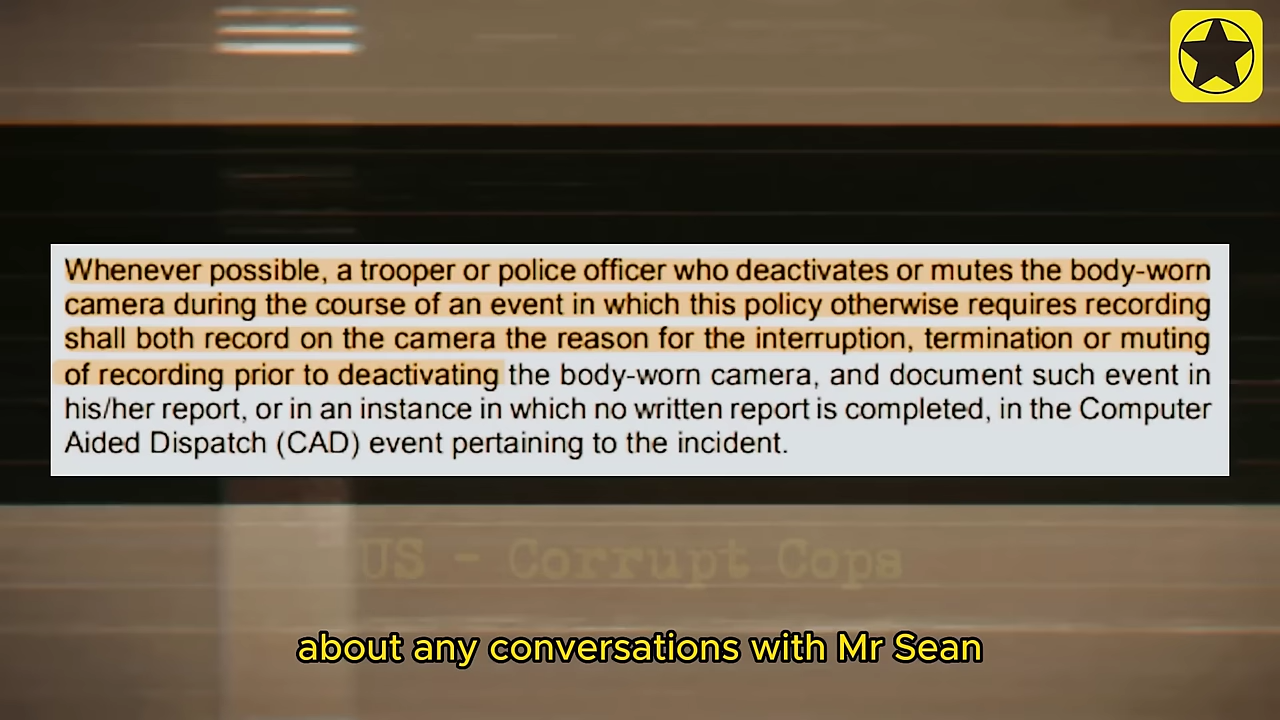 Whenever possible, a trooper or police officer who deactivates or mutes the body-worn
camera during the course of an event in which this policy otherwise requires recording
shall both record on the camera the reason for the interruption, termination or muting
of recording prior to deactivating the body-worn camera, and document such event in
his/her report, or in an instance in which no written report is completed, in the Computer
Aided Dispatch (CAD) event pertaining to the incident.
US - Corrupt Cops
about any conversations with Mr Sean